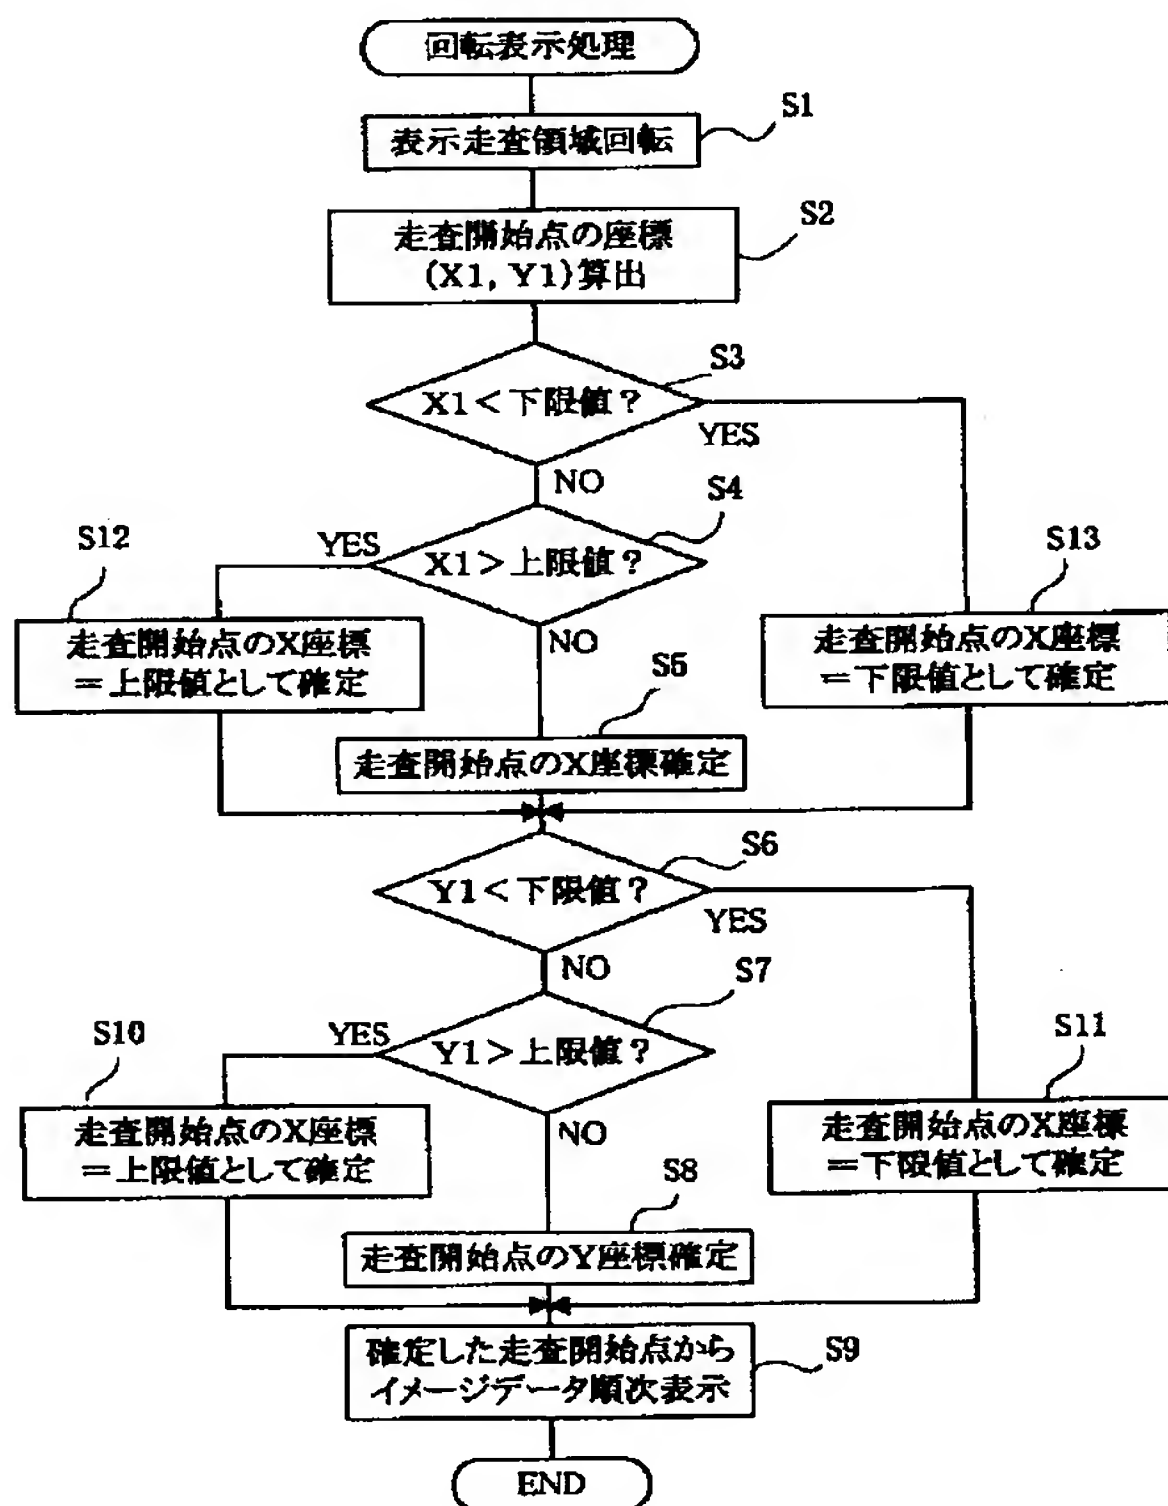 回転表示処理
S1
表示走査領域回転
S2
走査開始点の座標
(X1, Y1)算出
S3
X1<下限値?
YES
NO
S4
X1>上限値?
YES
NO
S12
走査開始点のX座標
=上限値として確定
S13
走査開始点のX座標
=下限値として確定
S5
走査開始点のX座標確定
S6
Y1<下限値?
YES
NO
S7
Y1>上限値?
YES
NO
S10
走査開始点のX座標
=上限値として確定
S11
走査開始点のX座標
=下限値として確定
S8
走査開始点のY座標確定
S9
確定した走査開始点から
イメージデータ順次表示
END